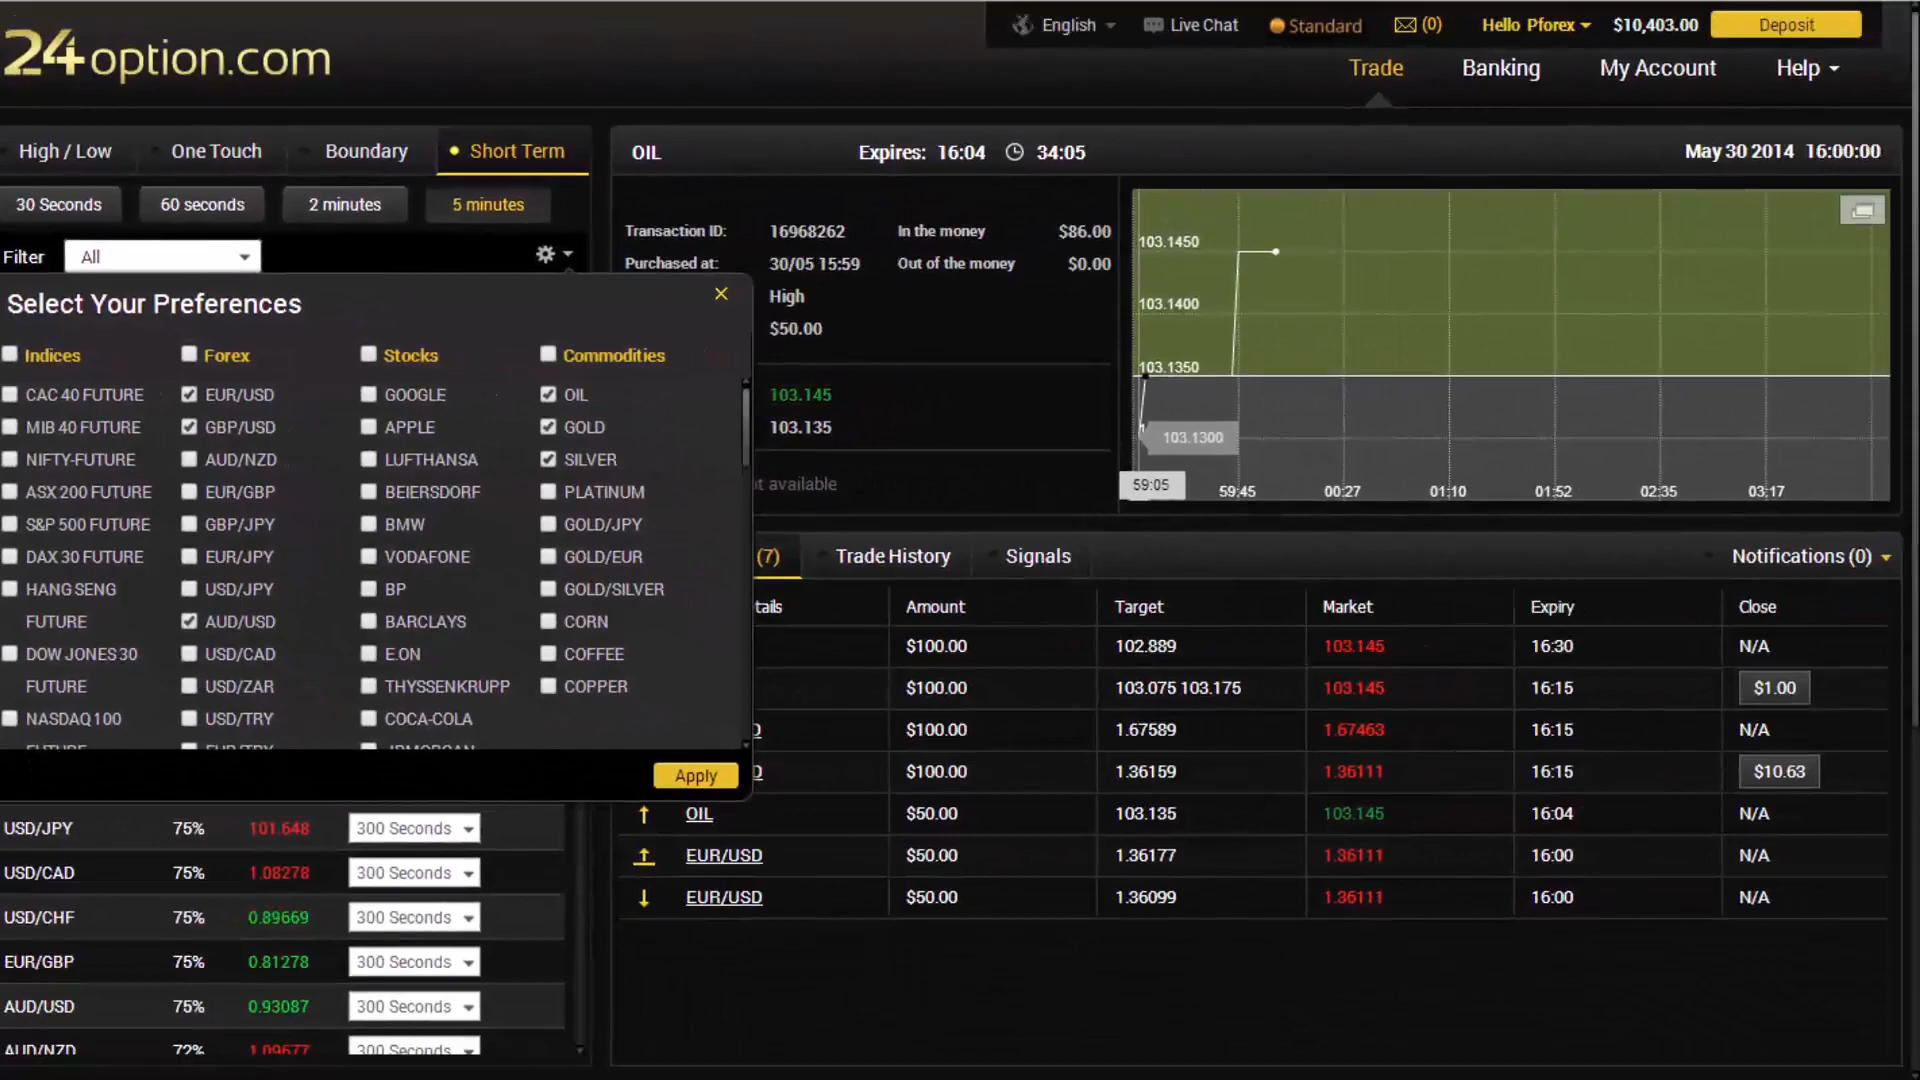 English
Live Chat
Standard
(0)
Hello Pforex
$10,403.00
Deposit
24option.com
Trade
Banking
My Account
Help
High / Low
One Touch
Boundary
Short Term
30 Seconds
60 seconds
2 minutes
5 minutes
Filter
All
OIL
Expires: 16:04
34:05
May 30 2014 16:00:00
Transaction ID: 16968262 In the money $86.00
Purchased at: 30/05 15:59 Out of the money $0.00
High
$50.00
103.145
103.135
t available
103.1450
103.1400
103.1350
103.1300
59:05
59:45
00:27
01:10
01:52
02:35
03:17
Select Your Preferences
Indices Forex Stocks Commodities
CAC 40 FUTURE EUR/USD GOOGLE OIL
MIB 40 FUTURE GBP/USD APPLE GOLD
NIFTY-FUTURE AUD/NZD LUFTHANSA SILVER
ASX 200 FUTURE EUR/GBP BEIERSDORF PLATINUM
S&P 500 FUTURE GBP/JPY BMW GOLD/JPY
DAX 30 FUTURE EUR/JPY VODAFONE GOLD/EUR
HANG SENG USD/JPY BP GOLD/SILVER
FUTURE AUD/USD BARCLAYS CORN
DOW JONES 30 USD/CAD E.ON COFFEE
FUTURE USD/ZAR THYSSENKRUPP COPPER
NASDAQ 100 USD/TRY COCA-COLA
FUTURE EUR/TRY JPMORGAN
Apply
(7)
Trade History
Signals
Notifications (0)
tails Amount Target Market Expiry Close
$100.00 102.889 103.145 16:30 N/A
$100.00 103.075 103.175 103.145 16:15 $1.00
D $100.00 1.67589 1.67463 16:15 N/A
D $100.00 1.36159 1.36111 16:15 $10.63
OIL $50.00 103.135 103.145 16:04 N/A
EUR/USD $50.00 1.36177 1.36111 16:00 N/A
EUR/USD $50.00 1.36099 1.36111 16:00 N/A
USD/JPY 75% 101.648 300 Seconds
USD/CAD 75% 1.08278 300 Seconds
USD/CHF 75% 0.89669 300 Seconds
EUR/GBP 75% 0.81278 300 Seconds
AUD/USD 75% 0.93087 300 Seconds
AUD/NZD 72% 1.09677 300 Seconds